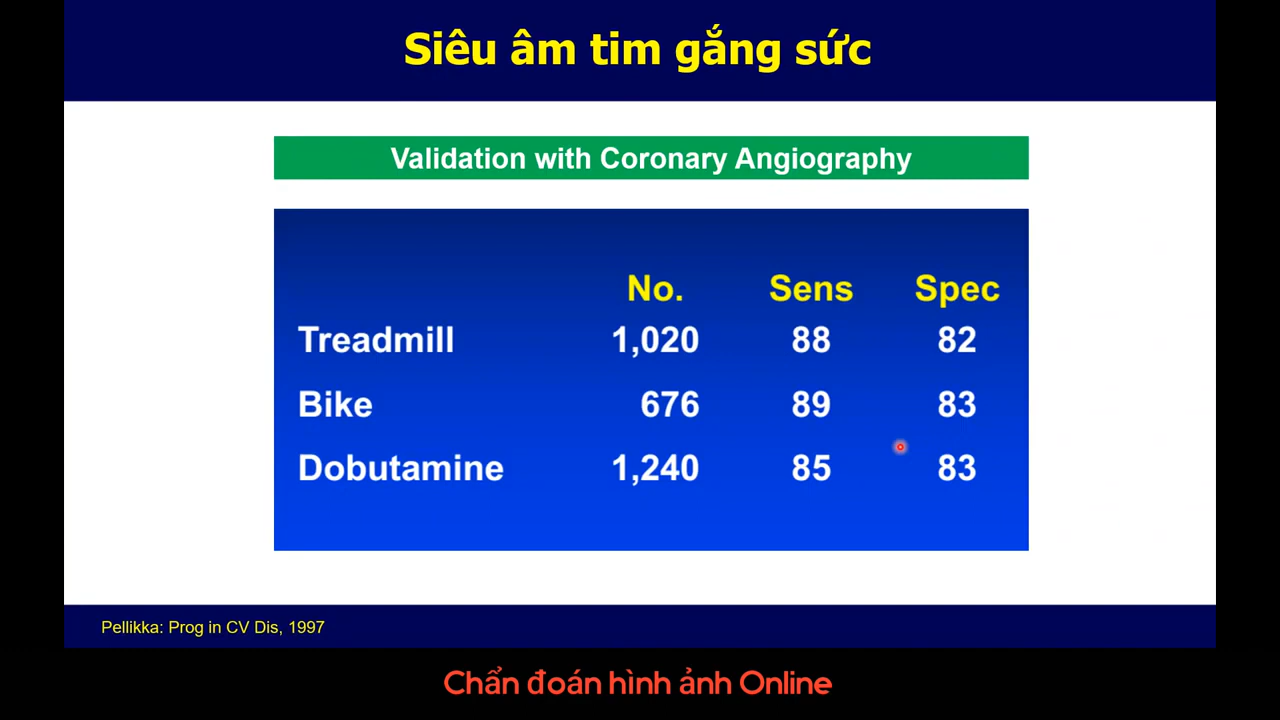 Siêu âm tim gắng sức
Validation with Coronary Angiography
No. Sens Spec
Treadmill 1,020 88 82
Bike 676 89 83
Dobutamine 1,240 85 83
Pellikka: Prog in CV Dis, 1997
Chẩn đoán hình ảnh Online